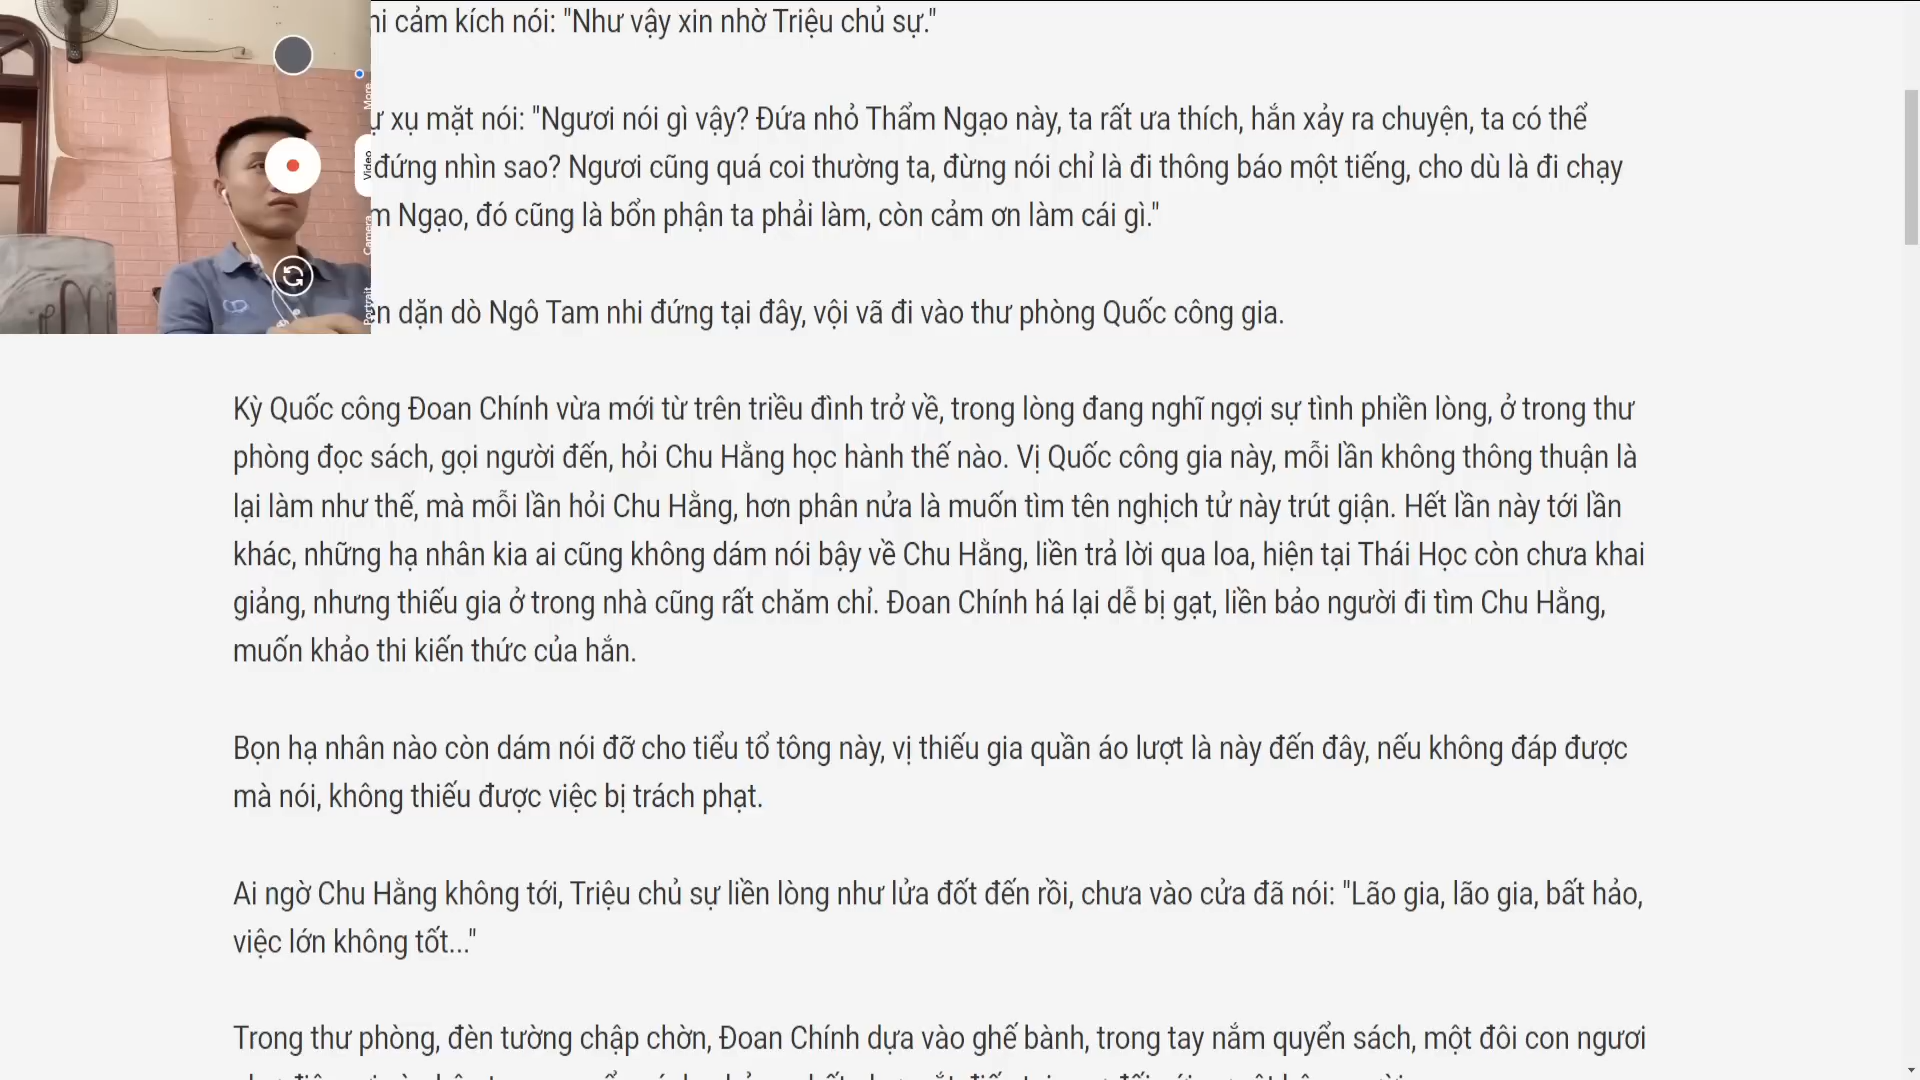 hi cảm kích nói: "Như vậy xin nhờ Triệu chủ sự."
ự xụ mặt nói: "Ngươi nói gì vậy? Đứa nhỏ Thẩm Ngạo này, ta rất ưa thích, hắn xảy ra chuyện, ta có thể
đứng nhìn sao? Ngươi cũng quá coi thường ta, đừng nói chỉ là đi thông báo một tiếng, cho dù là đi chạy
m Ngạo, đó cũng là bổn phận ta phải làm, còn cảm ơn làm cái gì."
ền dặn dò Ngô Tam nhi đứng tại đây, vội vã đi vào thư phòng Quốc công gia.
More
Video
Camera
Portrait
Kỳ Quốc công Đoan Chính vừa mới từ trên triều đình trở về, trong lòng đang nghĩ ngợi sự tình phiền lòng, ở trong thư
phòng đọc sách, gọi người đến, hỏi Chu Hằng học hành thế nào. Vị Quốc công gia này, mỗi lần không thông thuận là
lại làm như thế, mà mỗi lần hỏi Chu Hằng, hơn phân nửa là muốn tìm tên nghịch tử này trút giận. Hết lần này tới lần
khác, những hạ nhân kia ai cũng không dám nói bậy về Chu Hằng, liền trả lời qua loa, hiện tại Thái Học còn chưa khai
giảng, nhưng thiếu gia ở trong nhà cũng rất chăm chỉ. Đoan Chính há lại dễ bị gạt, liền bảo người đi tìm Chu Hằng,
muốn khảo thi kiến thức của hắn.
Bọn hạ nhân nào còn dám nói đỡ cho tiểu tổ tông này, vị thiếu gia quần áo lượt là này đến đây, nếu không đáp được
mà nói, không thiếu được việc bị trách phạt.
Ai ngờ Chu Hằng không tới, Triệu chủ sự liền lòng như lửa đốt đến rồi, chưa vào cửa đã nói: "Lão gia, lão gia, bất hảo,
việc lớn không tốt..."
Trong thư phòng, đèn tường chập chờn, Đoan Chính dựa vào ghế bành, trong tay nắm quyển sách, một đôi con ngươi